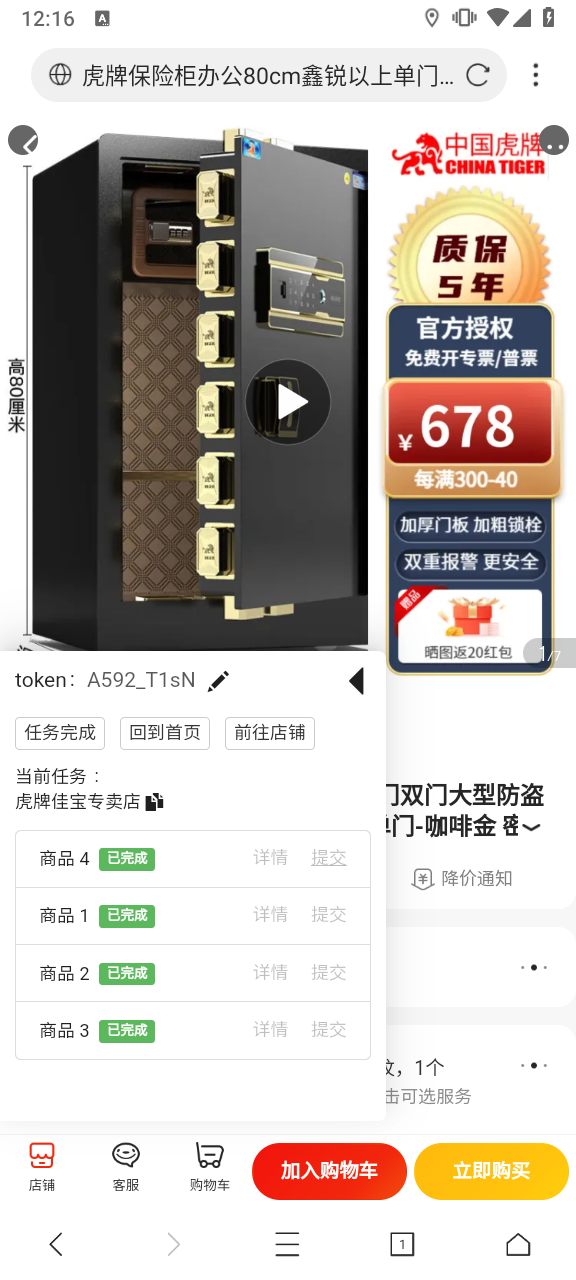 12:16
虎牌保险柜办公80cm鑫锐以上单门...
中国虎牌
CHINA TIGER
质保
5年
官方授权
免费开专票/普票
¥678
每满300-40
加厚门板 加粗锁栓
双重报警 更安全
赠品
晒图返20红包
高80厘米
1/7
token: A592_T1sN
任务完成 回到首页 前往店铺
当前任务：
虎牌佳宝专卖店
商品 4 已完成 详情 提交
商品 1 已完成 详情 提交
商品 2 已完成 详情 提交
商品 3 已完成 详情 提交
门双门大型防盗
单门-咖啡金 密
降价通知
纹，1个
击可选服务
店铺 客服 购物车 加入购物车 立即购买
1